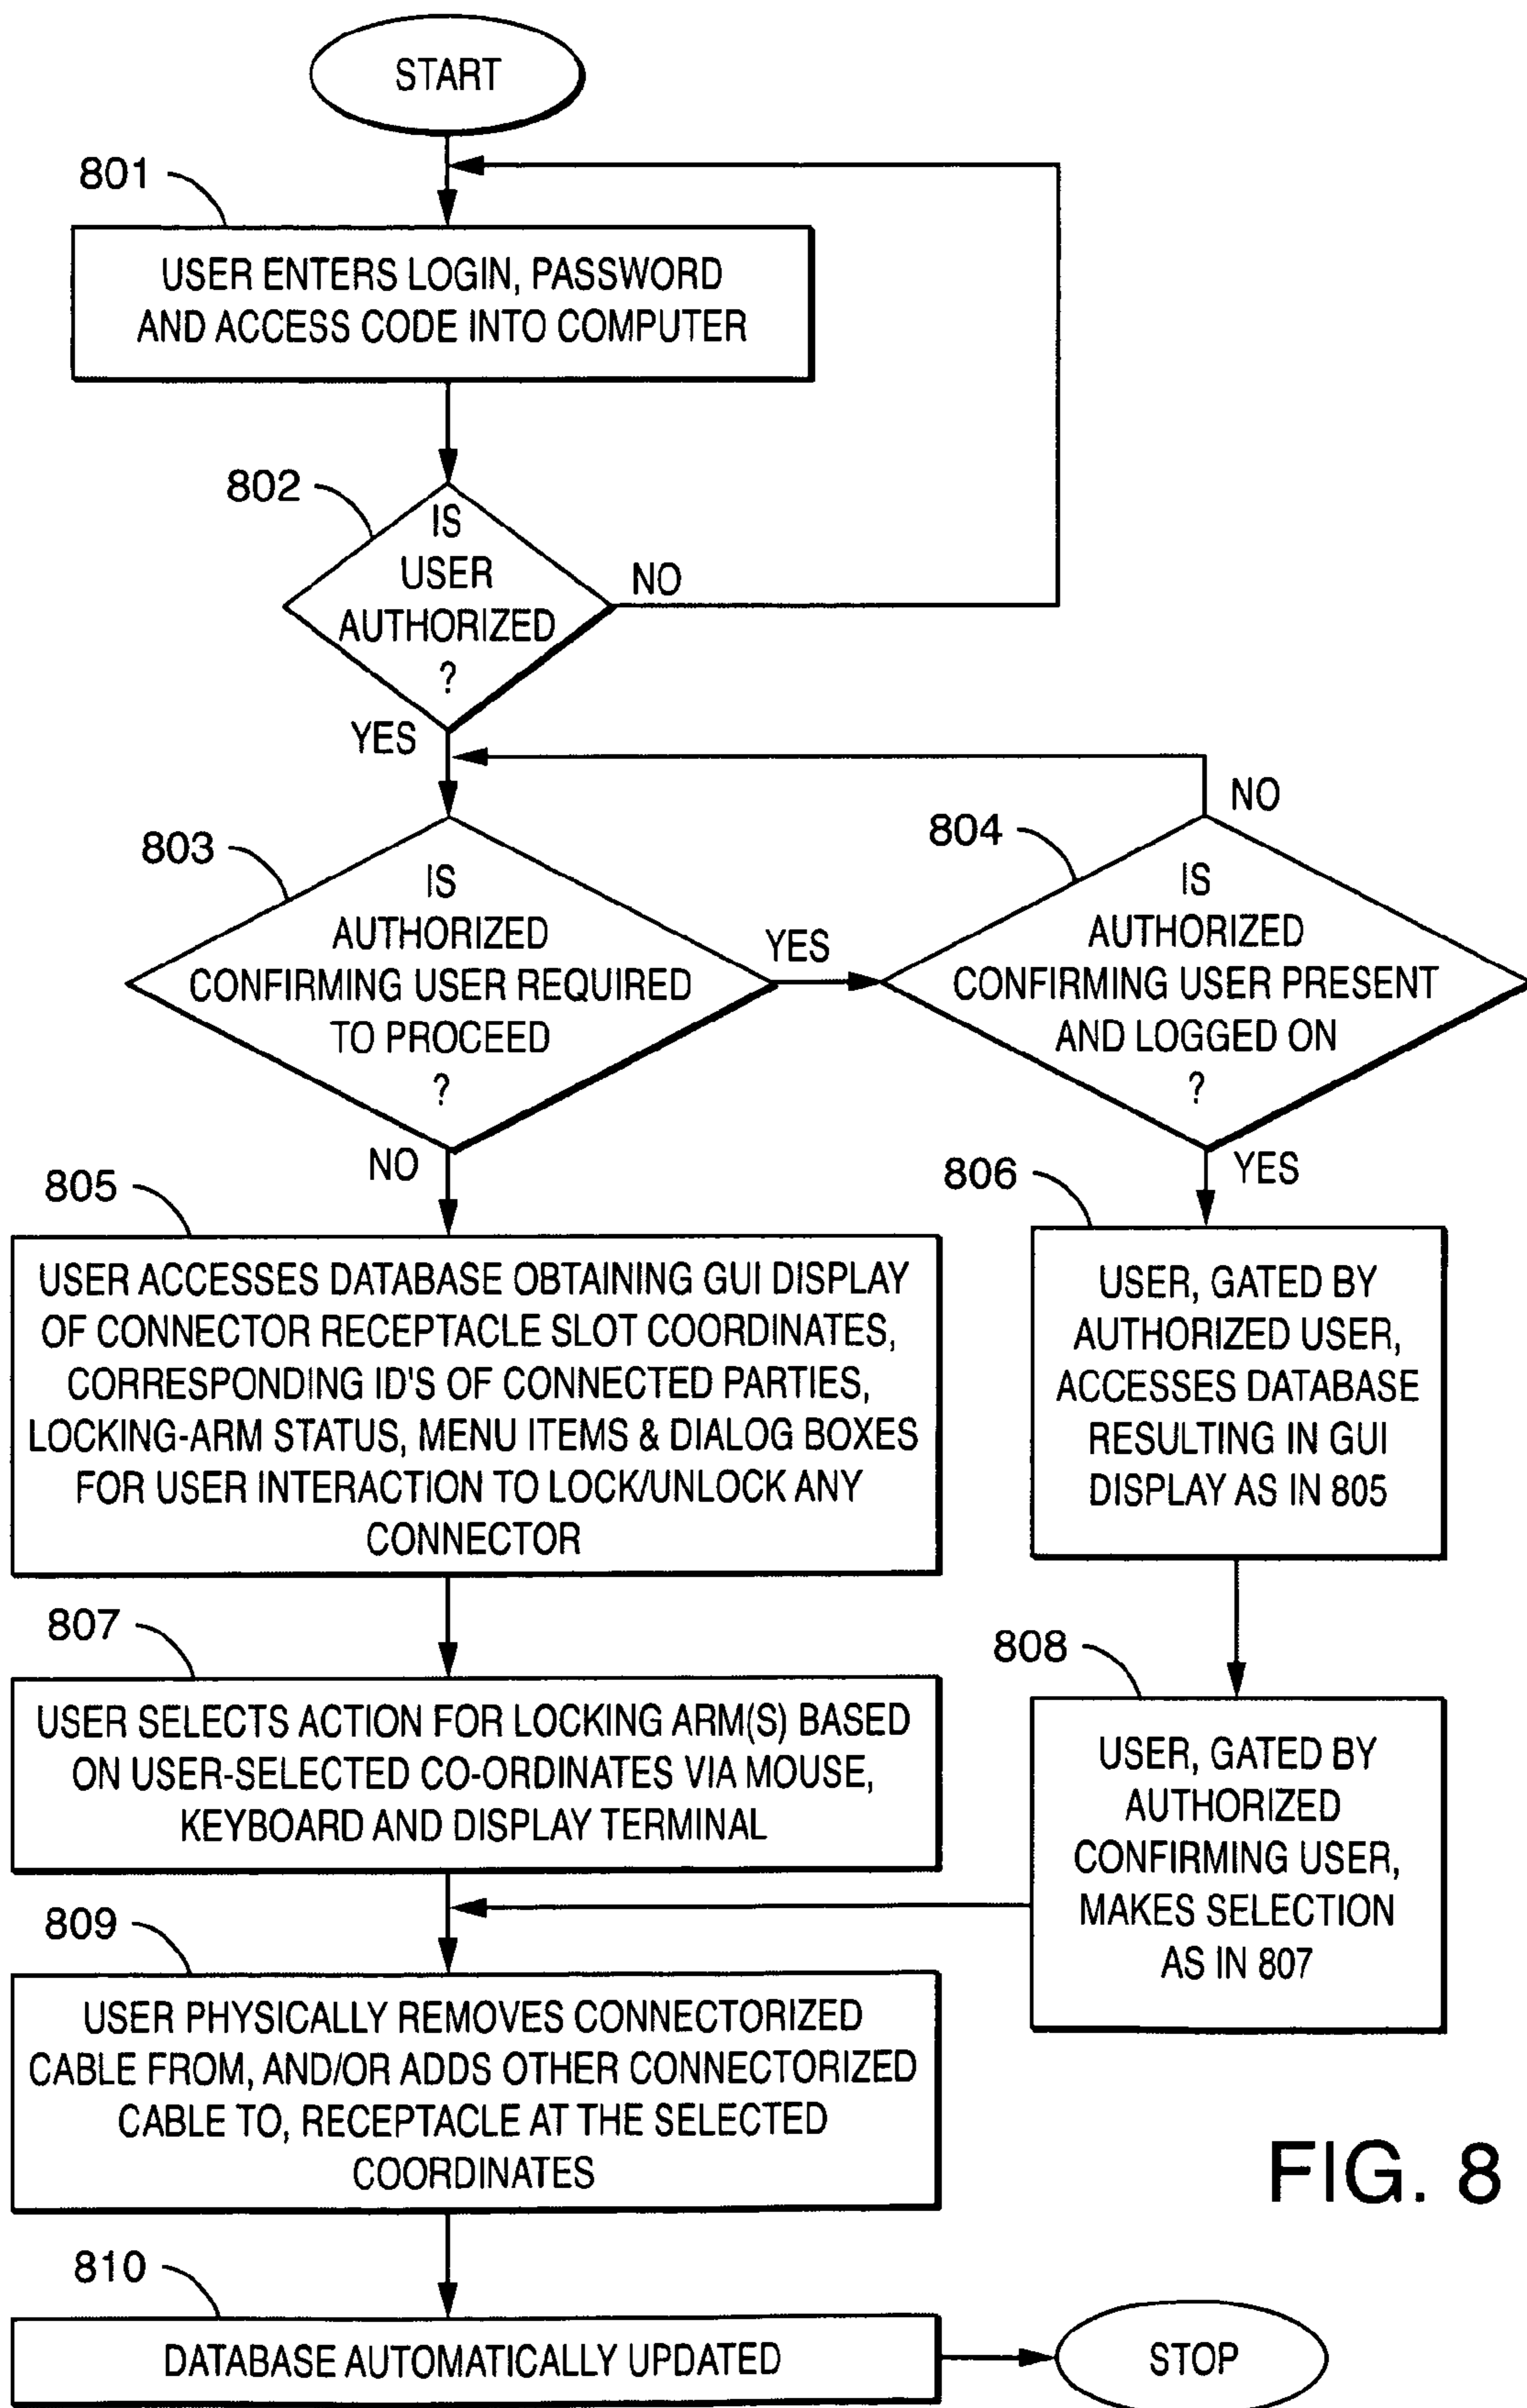 START
801
USER ENTERS LOGIN, PASSWORD
AND ACCESS CODE INTO COMPUTER
802
IS
USER
AUTHORIZED
?
NO
YES
803
IS
AUTHORIZED
CONFIRMING USER REQUIRED
TO PROCEED
?
YES
NO
804
IS
AUTHORIZED
CONFIRMING USER PRESENT
AND LOGGED ON
?
NO
YES
805
USER ACCESSES DATABASE OBTAINING GUI DISPLAY
OF CONNECTOR RECEPTACLE SLOT COORDINATES,
CORRESPONDING ID'S OF CONNECTED PARTIES,
LOCKING-ARM STATUS, MENU ITEMS & DIALOG BOXES
FOR USER INTERACTION TO LOCK/UNLOCK ANY
CONNECTOR
806
USER, GATED BY
AUTHORIZED USER,
ACCESSES DATABASE
RESULTING IN GUI
DISPLAY AS IN 805
807
USER SELECTS ACTION FOR LOCKING ARM(S) BASED
ON USER-SELECTED CO-ORDINATES VIA MOUSE,
KEYBOARD AND DISPLAY TERMINAL
808
USER, GATED BY
AUTHORIZED
CONFIRMING USER,
MAKES SELECTION
AS IN 807
809
USER PHYSICALLY REMOVES CONNECTORIZED
CABLE FROM, AND/OR ADDS OTHER CONNECTORIZED
CABLE TO, RECEPTACLE AT THE SELECTED
COORDINATES
810
DATABASE AUTOMATICALLY UPDATED
STOP
FIG. 8